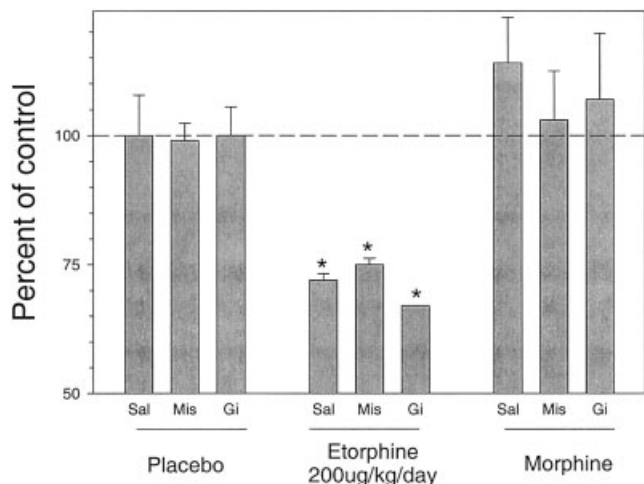 Percent of control
100
75
50
* * *
Sal Mis Gi Sal Mis Gi Sal Mis Gi
Placebo Etorphine Morphine
200ug/kg/day